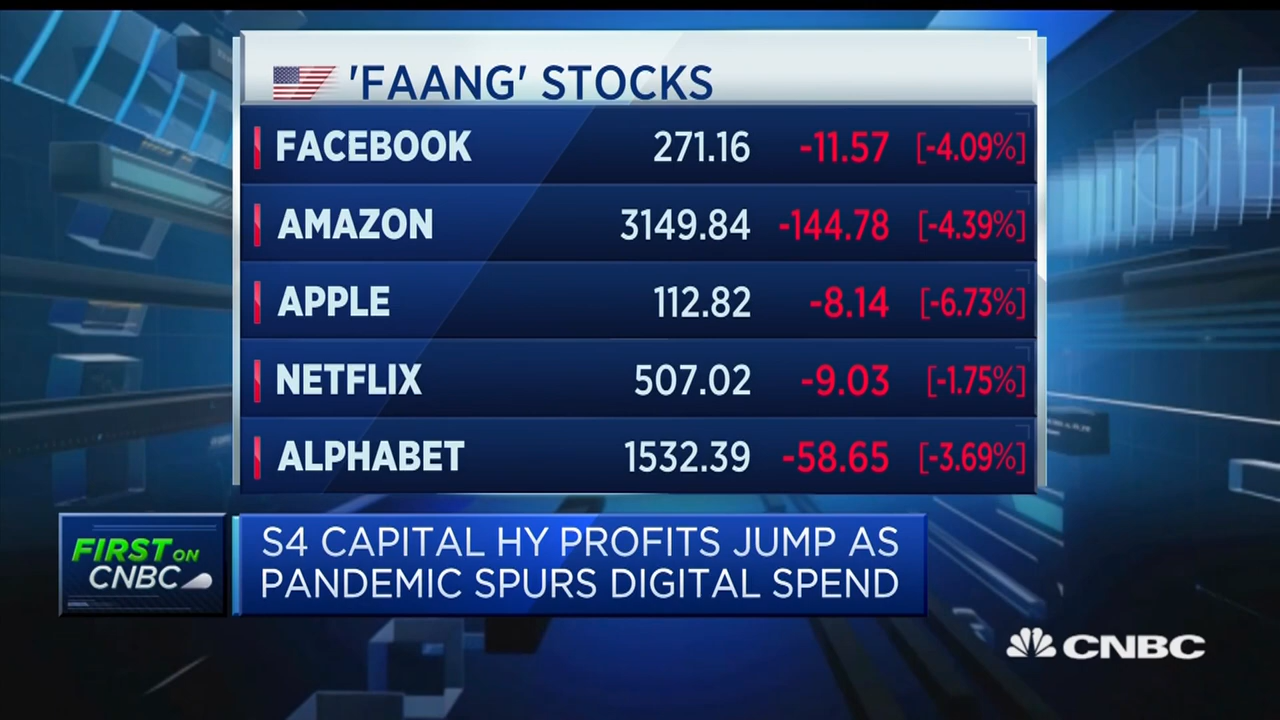 'FAANG' STOCKS
FACEBOOK 271.16 -11.57 [-4.09%]
AMAZON 3149.84 -144.78 [-4.39%]
APPLE 112.82 -8.14 [-6.73%]
NETFLIX 507.02 -9.03 [-1.75%]
ALPHABET 1532.39 -58.65 [-3.69%]
FIRST ON
CNBC
S4 CAPITAL HY PROFITS JUMP AS
PANDEMIC SPURS DIGITAL SPEND
CNBC